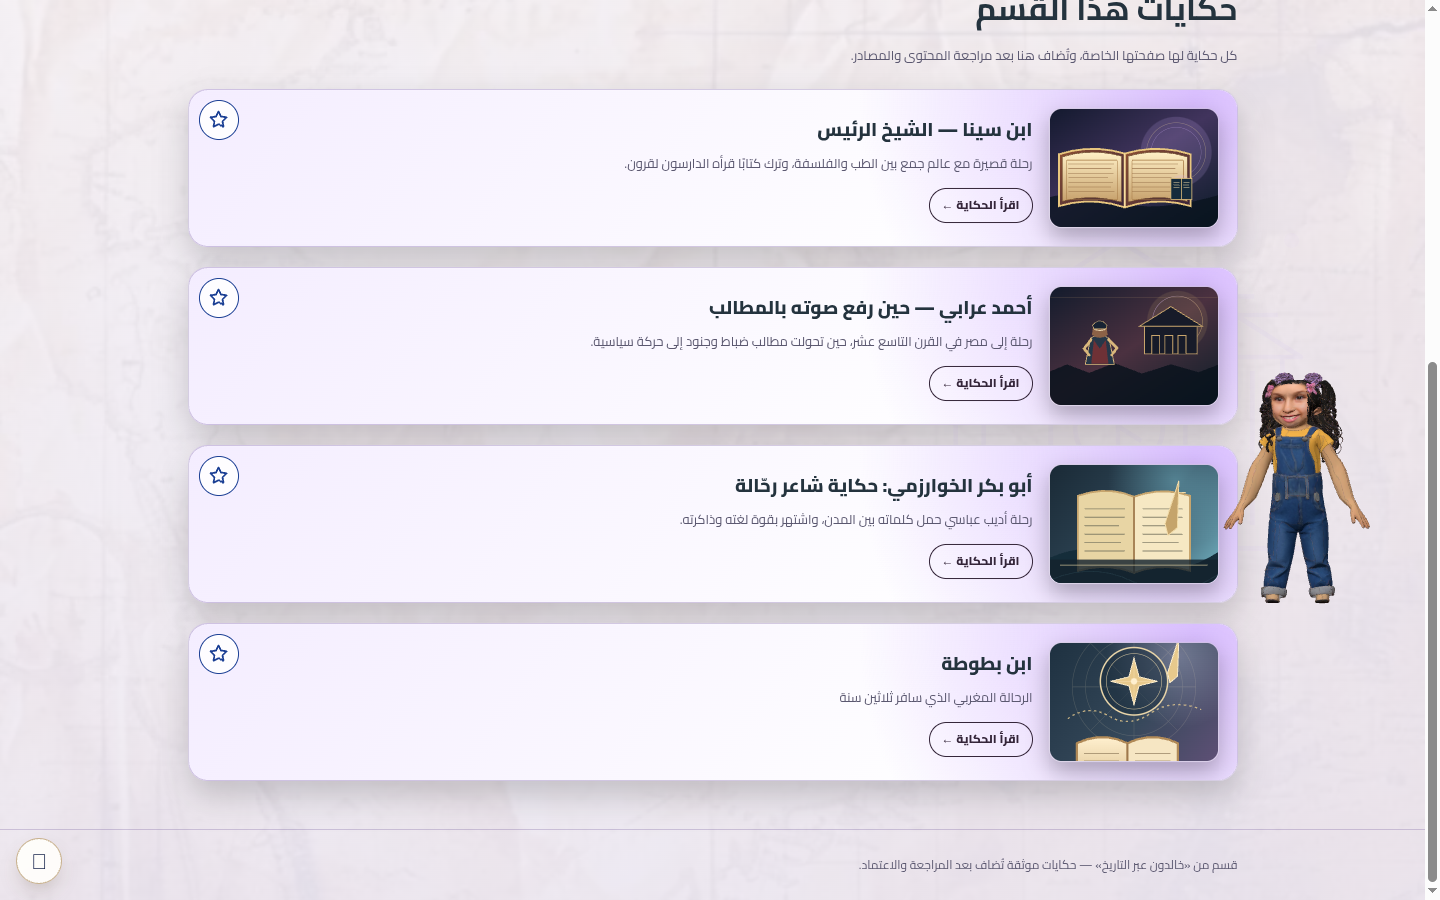 حكايات هذا القسم
كل حكاية لها صفحتها الخاصة، وتُضاف هنا بعد مراجعة المحتوى والمصادر.
ابن سينا — الشيخ الرئيس
رحلة قصيرة مع عالم جمع بين الطب والفلسفة، وترك كتابًا قرأه الدارسون لقرون.
اقرأ الحكاية ←
أحمد عرابي — حين رفع صوته بالمطالب
رحلة إلى مصر في القرن التاسع عشر، حين تحولت مطالب ضباط وجنود إلى حركة سياسية.
اقرأ الحكاية ←
أبو بكر الخوارزمي: حكاية شاعر رحّالة
رحلة أديب عباسي حمل كلماته بين المدن، واشتهر بقوة لغته وذاكرته.
اقرأ الحكاية ←
ابن بطوطة
الرحالة المغربي الذي سافر ثلاثين سنة
اقرأ الحكاية ←
قسم من «خالدون عبر التاريخ» — حكايات موثقة تُضاف بعد المراجعة والاعتماد.